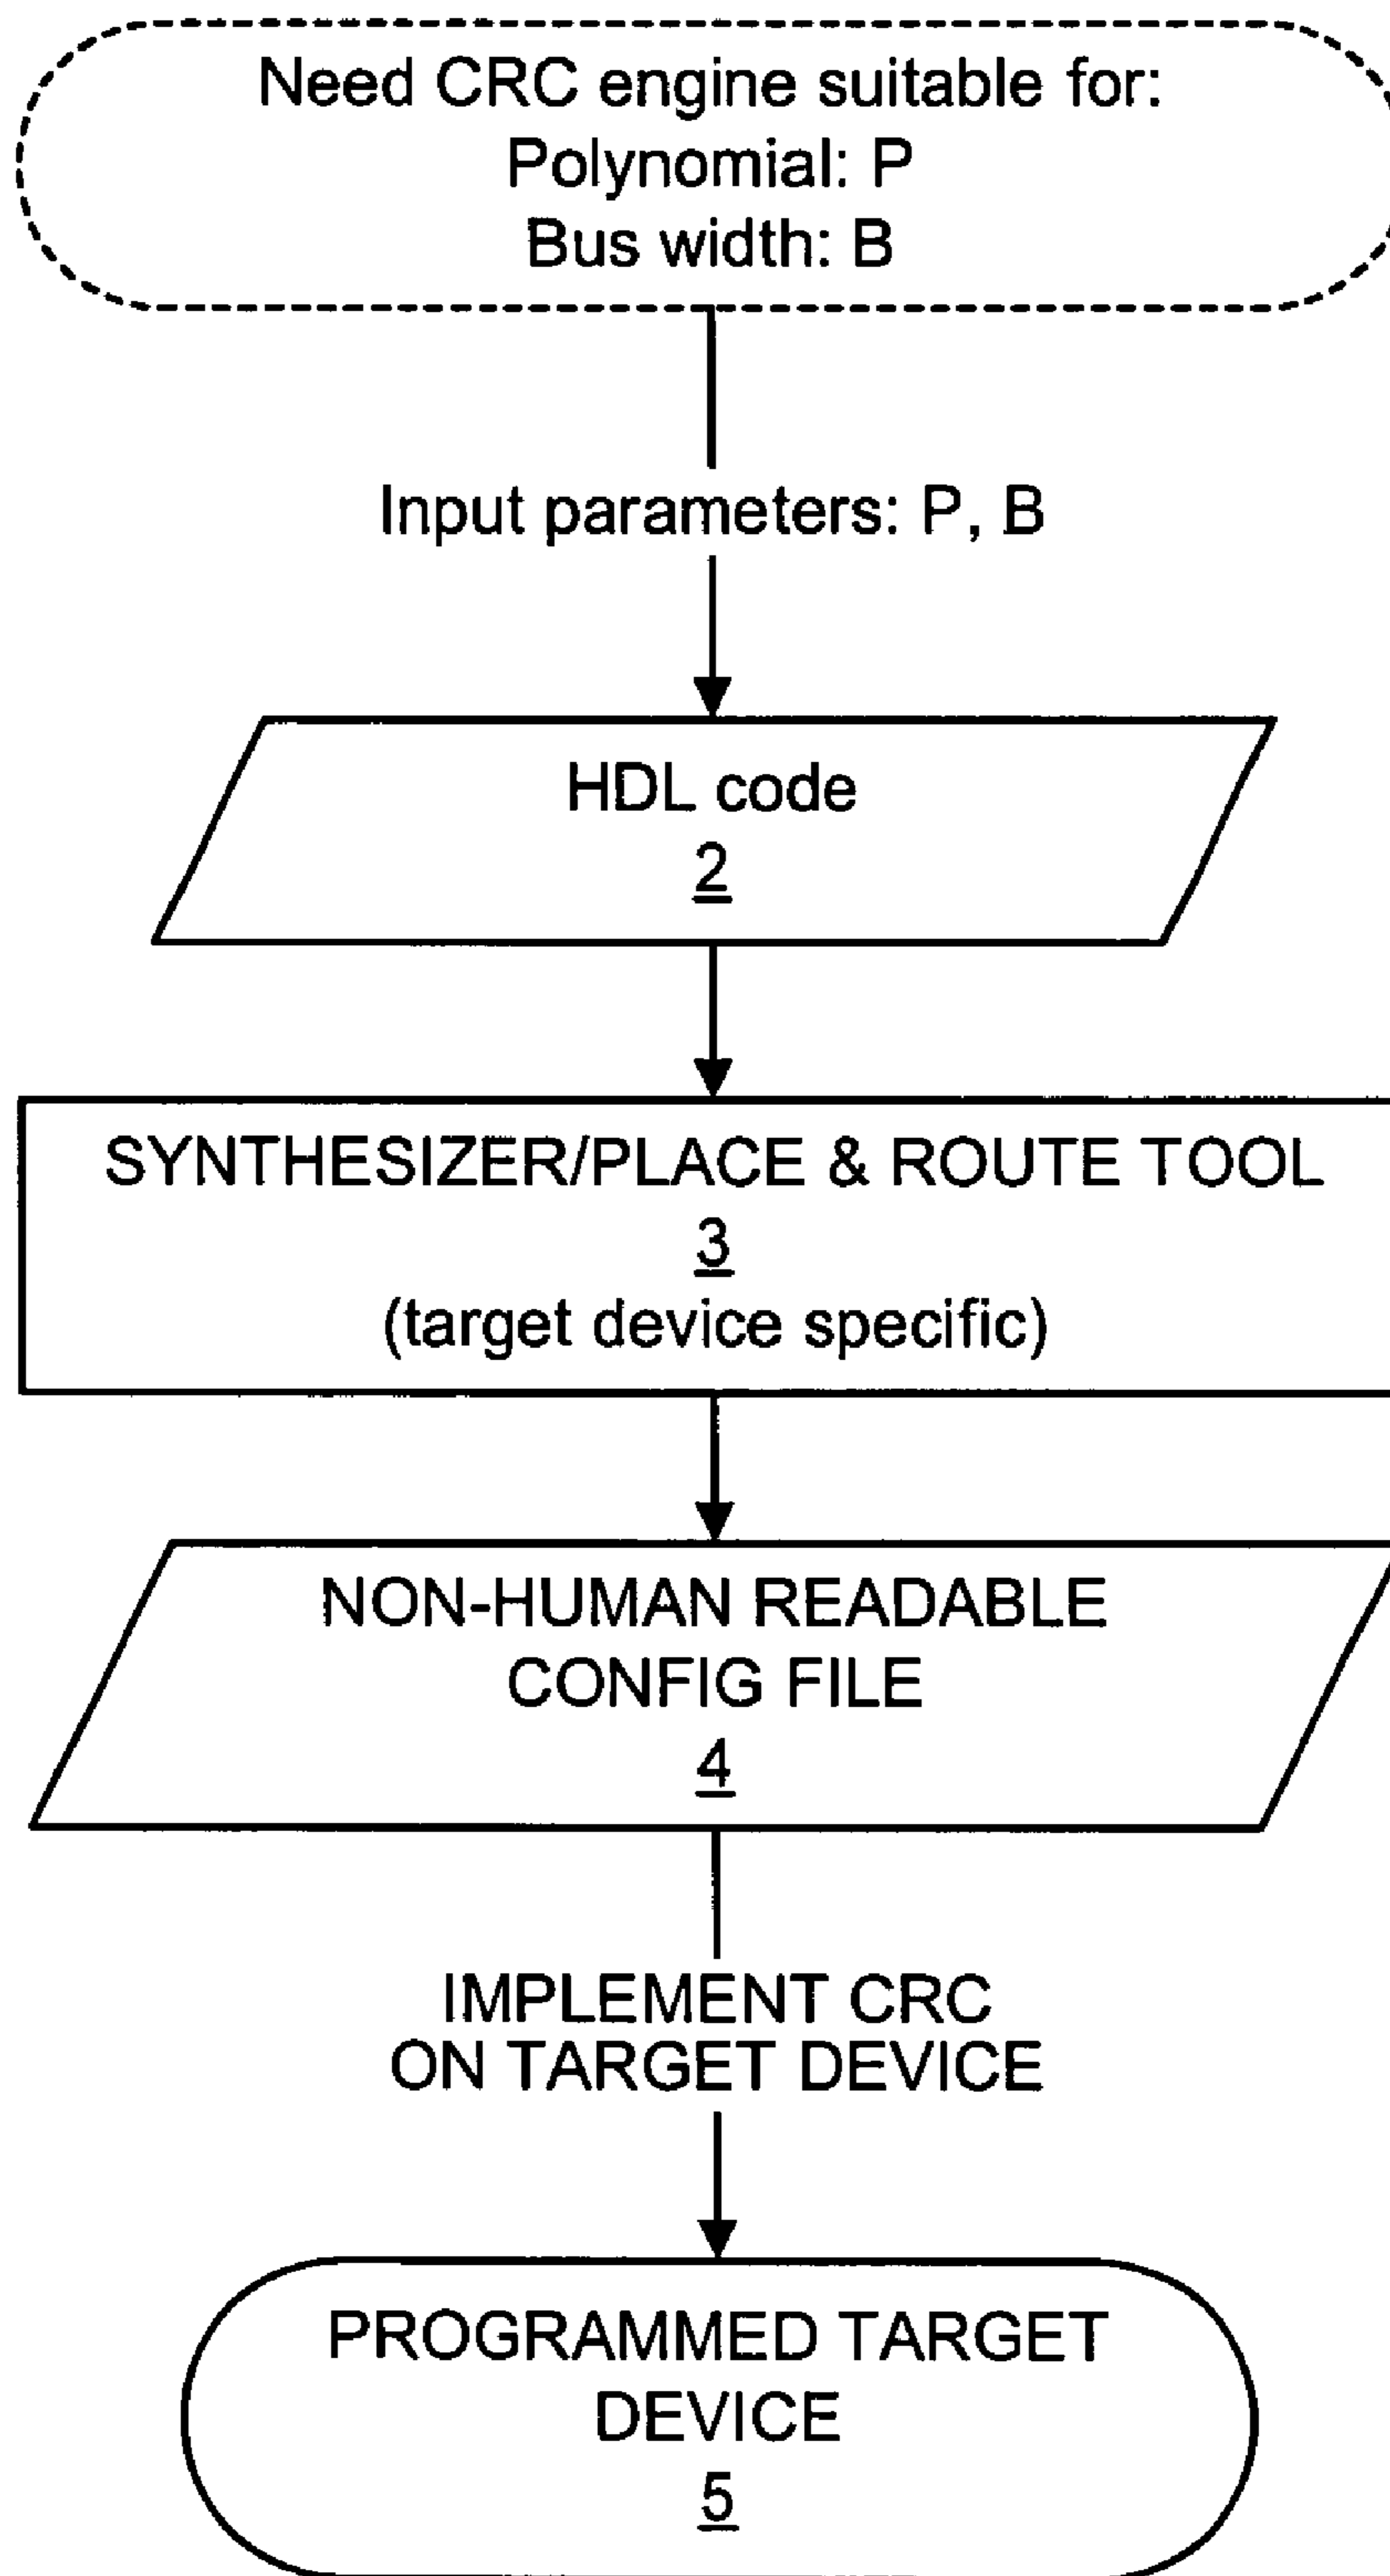 Need CRC engine suitable for:
Polynomial: P
Bus width: B
Input parameters: P, B
HDL code
2
SYNTHESIZER/PLACE & ROUTE TOOL
3
(target device specific)
NON-HUMAN READABLE
CONFIG FILE
4
IMPLEMENT CRC
ON TARGET DEVICE
PROGRAMMED TARGET
DEVICE
5